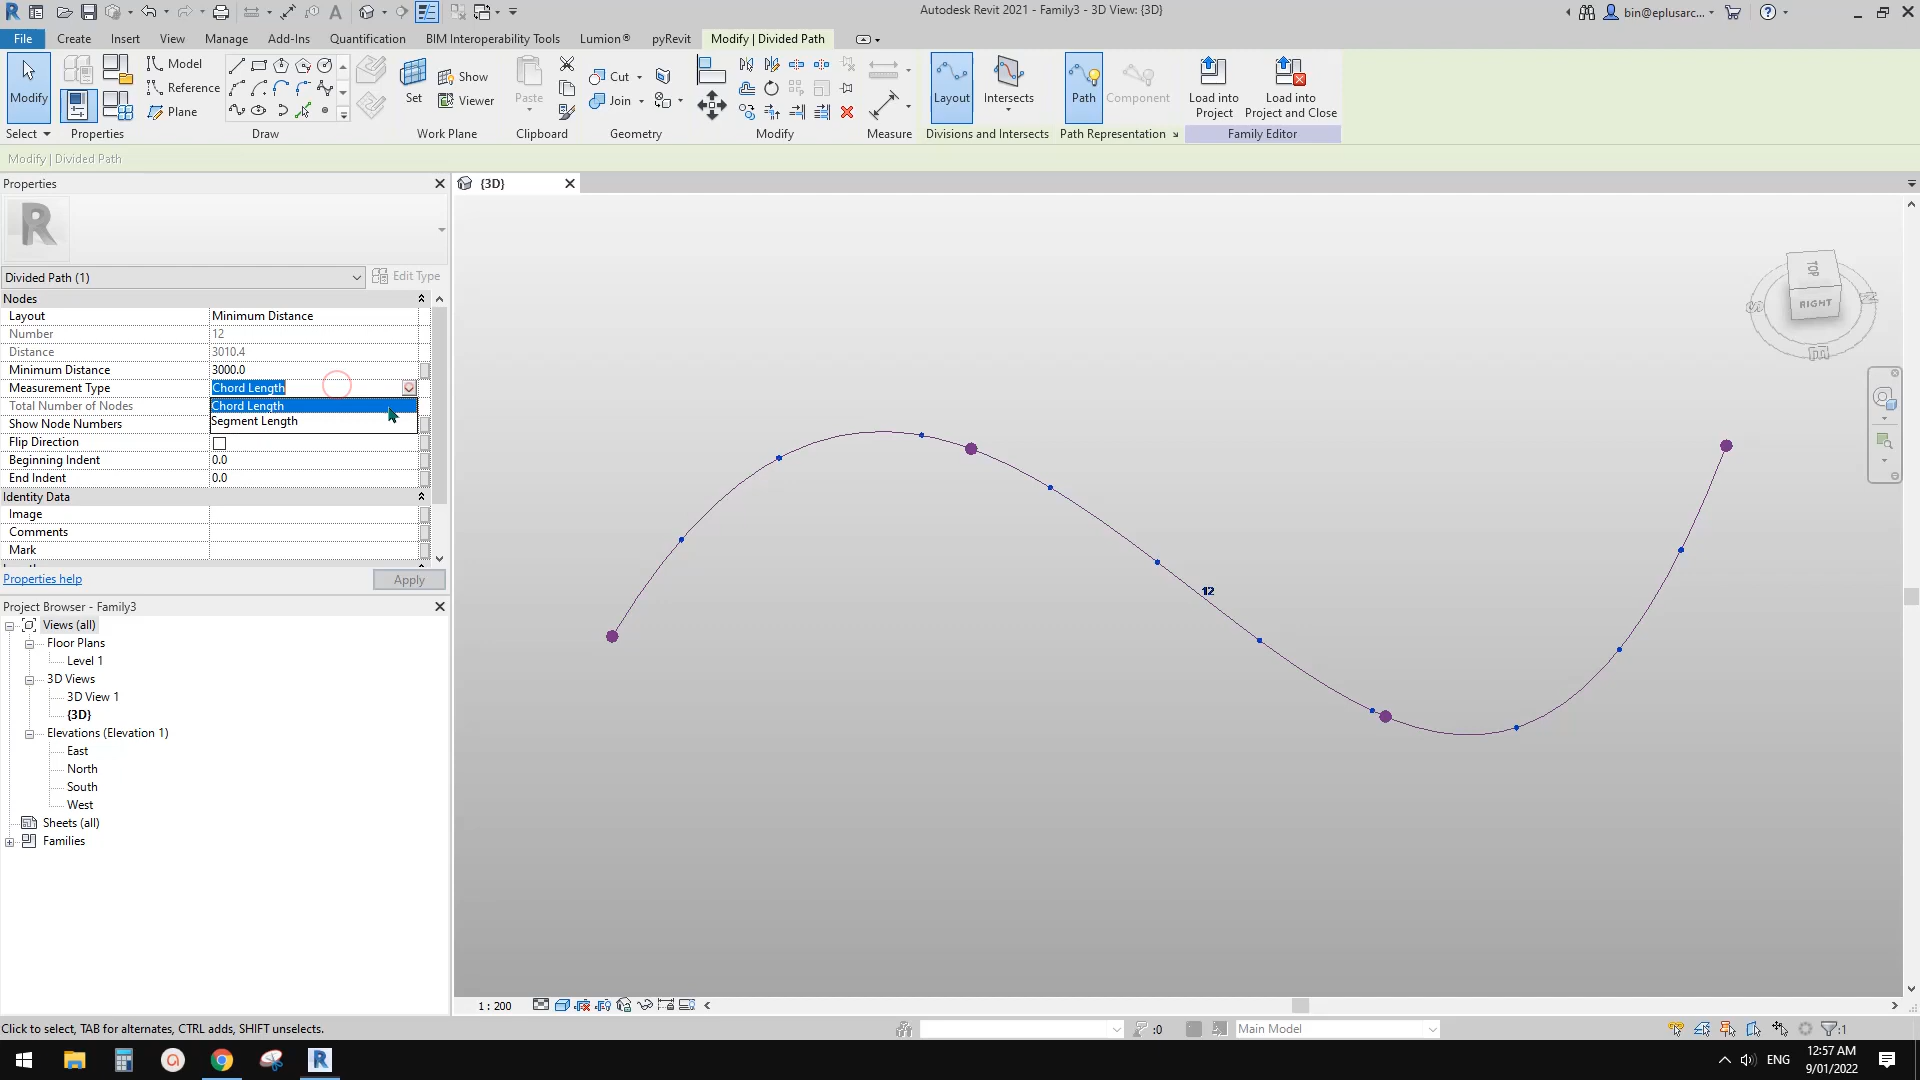 Autodesk Revit 2021 - Family3 - 3D View: {3D}
bin@eplusarc...
File Create Insert View Manage Add-Ins Quantification BIM Interoperability Tools Lumion® pyRevit Modify | Divided Path
Modify
Model
Reference
Plane
Set
Show
Viewer
Paste
Cut
Join
Layout
Intersects
Path
Component
Load into
Project
Load into
Project and Close
Select Properties Draw Work Plane Clipboard Geometry Modify Measure Divisions and Intersects Path Representation Family Editor
Modify | Divided Path
Properties
{3D}
Divided Path (1)
Edit Type
Nodes
Layout Minimum Distance
Number 12
Distance 3010.4
Minimum Distance 3000.0
Measurement Type Chord Length
Total Number of Nodes Chord Length
Show Node Numbers Segment Length
Flip Direction
Beginning Indent 0.0
End Indent 0.0
Identity Data
Image
Comments
Mark
Properties help
Apply
Project Browser - Family3
Views (all)
Floor Plans
Level 1
3D Views
3D View 1
{3D}
Elevations (Elevation 1)
East
North
South
West
Sheets (all)
Families
12
TOP
RIGHT
1 : 200
Click to select, TAB for alternates, CTRL adds, SHIFT unselects.
:0
Main Model
:1
ENG
12:57 AM
9/01/2022